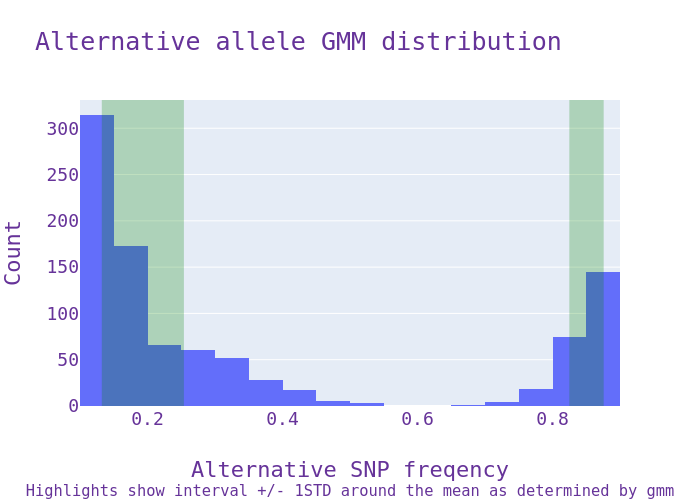 Alternative allele GMM distribution
300
250
200
150
100
50
0
Count
0.2 0.4 0.6 0.8
Alternative SNP freqency
Highlights show interval +/- 1STD around the mean as determined by gmm